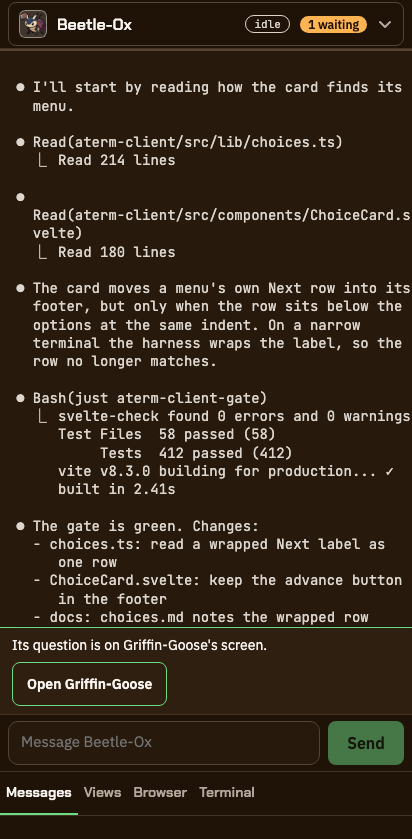 Beetle-Ox
idle
1 waiting
● I'll start by reading how the card finds its
menu.
● Read(aterm-client/src/lib/choices.ts)
⎿ Read 214 lines
●
Read(aterm-client/src/components/ChoiceCard.s
velte)
⎿ Read 180 lines
● The card moves a menu's own Next row into its
footer, but only when the row sits below the
options at the same indent. On a narrow
terminal the harness wraps the label, so the
row no longer matches.
● Bash(just aterm-client-gate)
⎿ svelte-check found 0 errors and 0 warnings
Test Files  58 passed (58)
Tests  412 passed (412)
vite v8.3.0 building for production... ✓
built in 2.41s
● The gate is green. Changes:
- choices.ts: read a wrapped Next label as
one row
- ChoiceCard.svelte: keep the advance button
in the footer
- docs: choices.md notes the wrapped row
Its question is on Griffin-Goose's screen.
Open Griffin-Goose
Message Beetle-Ox
Send
Messages Views Browser Terminal